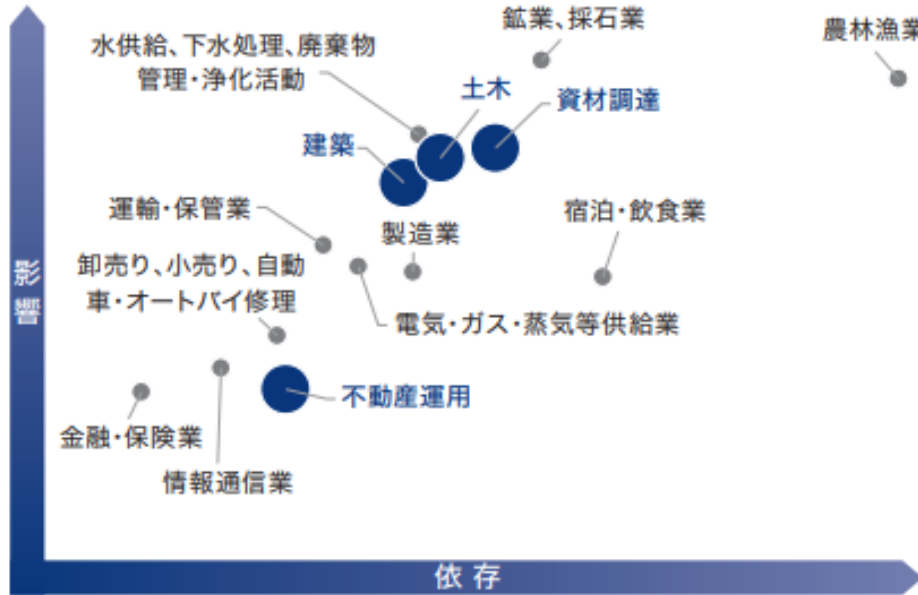 鉱業、採石業
農林漁業
水供給、下水処理、廃棄物
管理・浄化活動
土木
資材調達
建築
運輸・保管業
製造業
宿泊・飲食業
卸売り、小売り、自動
車・オートバイ修理
電気・ガス・蒸気等供給業
不動産運用
金融・保険業
情報通信業
影響
依存